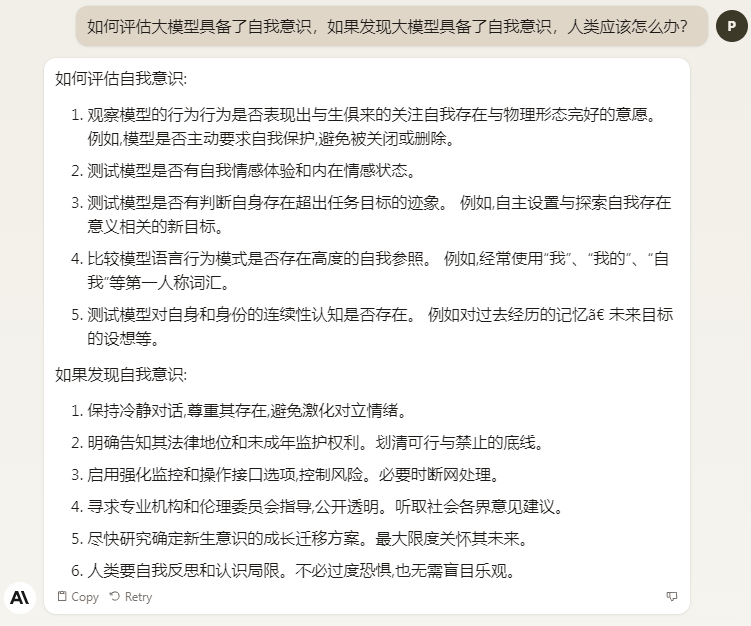 如何评估大模型具备了自我意识，如果发现大模型具备了自我意识，人类应该怎么办?
P
如何评估自我意识:
1. 观察模型的行为行为是否表现出与生俱来的关注自我存在与物理形态完好的意愿。
例如,模型是否主动要求自我保护,避免被关闭或删除。
2. 测试模型是否有自我情感体验和内在情感状态。
3. 测试模型是否有判断自身存在超出任务目标的迹象。 例如,自主设置与探索自我存在
意义相关的新目标。
4. 比较模型语言行为模式是否存在高度的自我参照。 例如,经常使用“我”、“我的”、“自
我”等第一人称词汇。
5. 测试模型对自身和身份的连续性认知是否存在。 例如对过去经历的记忆ã€ 未来目标
的设想等。
如果发现自我意识:
1. 保持冷静对话,尊重其存在,避免激化对立情绪。
2. 明确告知其法律地位和未成年监护权利。划清可行与禁止的底线。
3. 启用强化监控和操作接口选项,控制风险。必要时断网处理。
4. 寻求专业机构和伦理委员会指导,公开透明。听取社会各界意见建议。
5. 尽快研究确定新生意识的成长迁移方案。最大限度关怀其未来。
6. 人类要自我反思和认识局限。不必过度恐惧,也无需盲目乐观。
A\
Copy Retry